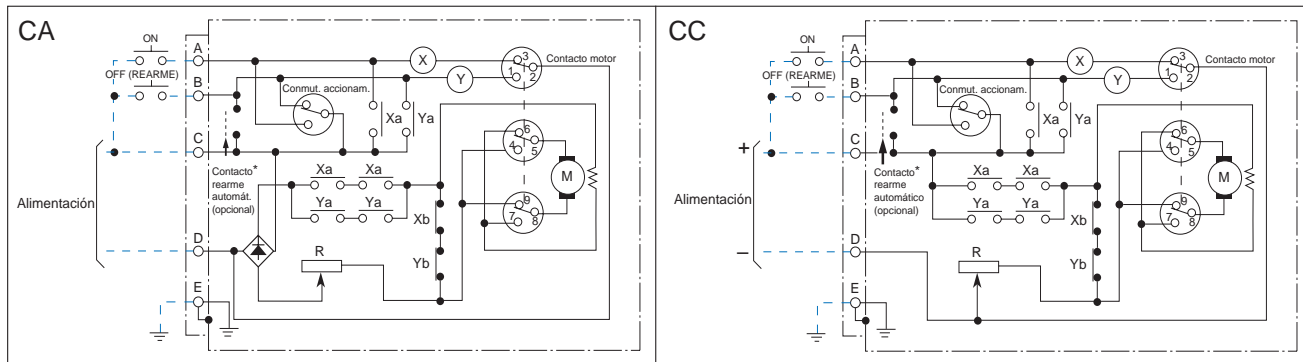 CA
ON
OFF (REARME)
A
B
C
D
E
Alimentación
Conmut. accionam.
Contacto*
rearme
automát.
(opcional)
X
Y
Xa
Ya
3
1
2
Contacto motor
6
4
5
9
7
8
M
Xa
Xa
Ya
Ya
Xb
Yb
R
CC
ON
OFF (REARME)
A
B
C
D
E
+
Alimentación
–
Conmut. accionam.
Contacto*
rearme
automático
(opcional)
X
Y
Xa
Ya
3
1
2
Contacto motor
6
4
5
9
7
8
M
Xa
Xa
Ya
Ya
Xb
Yb
R